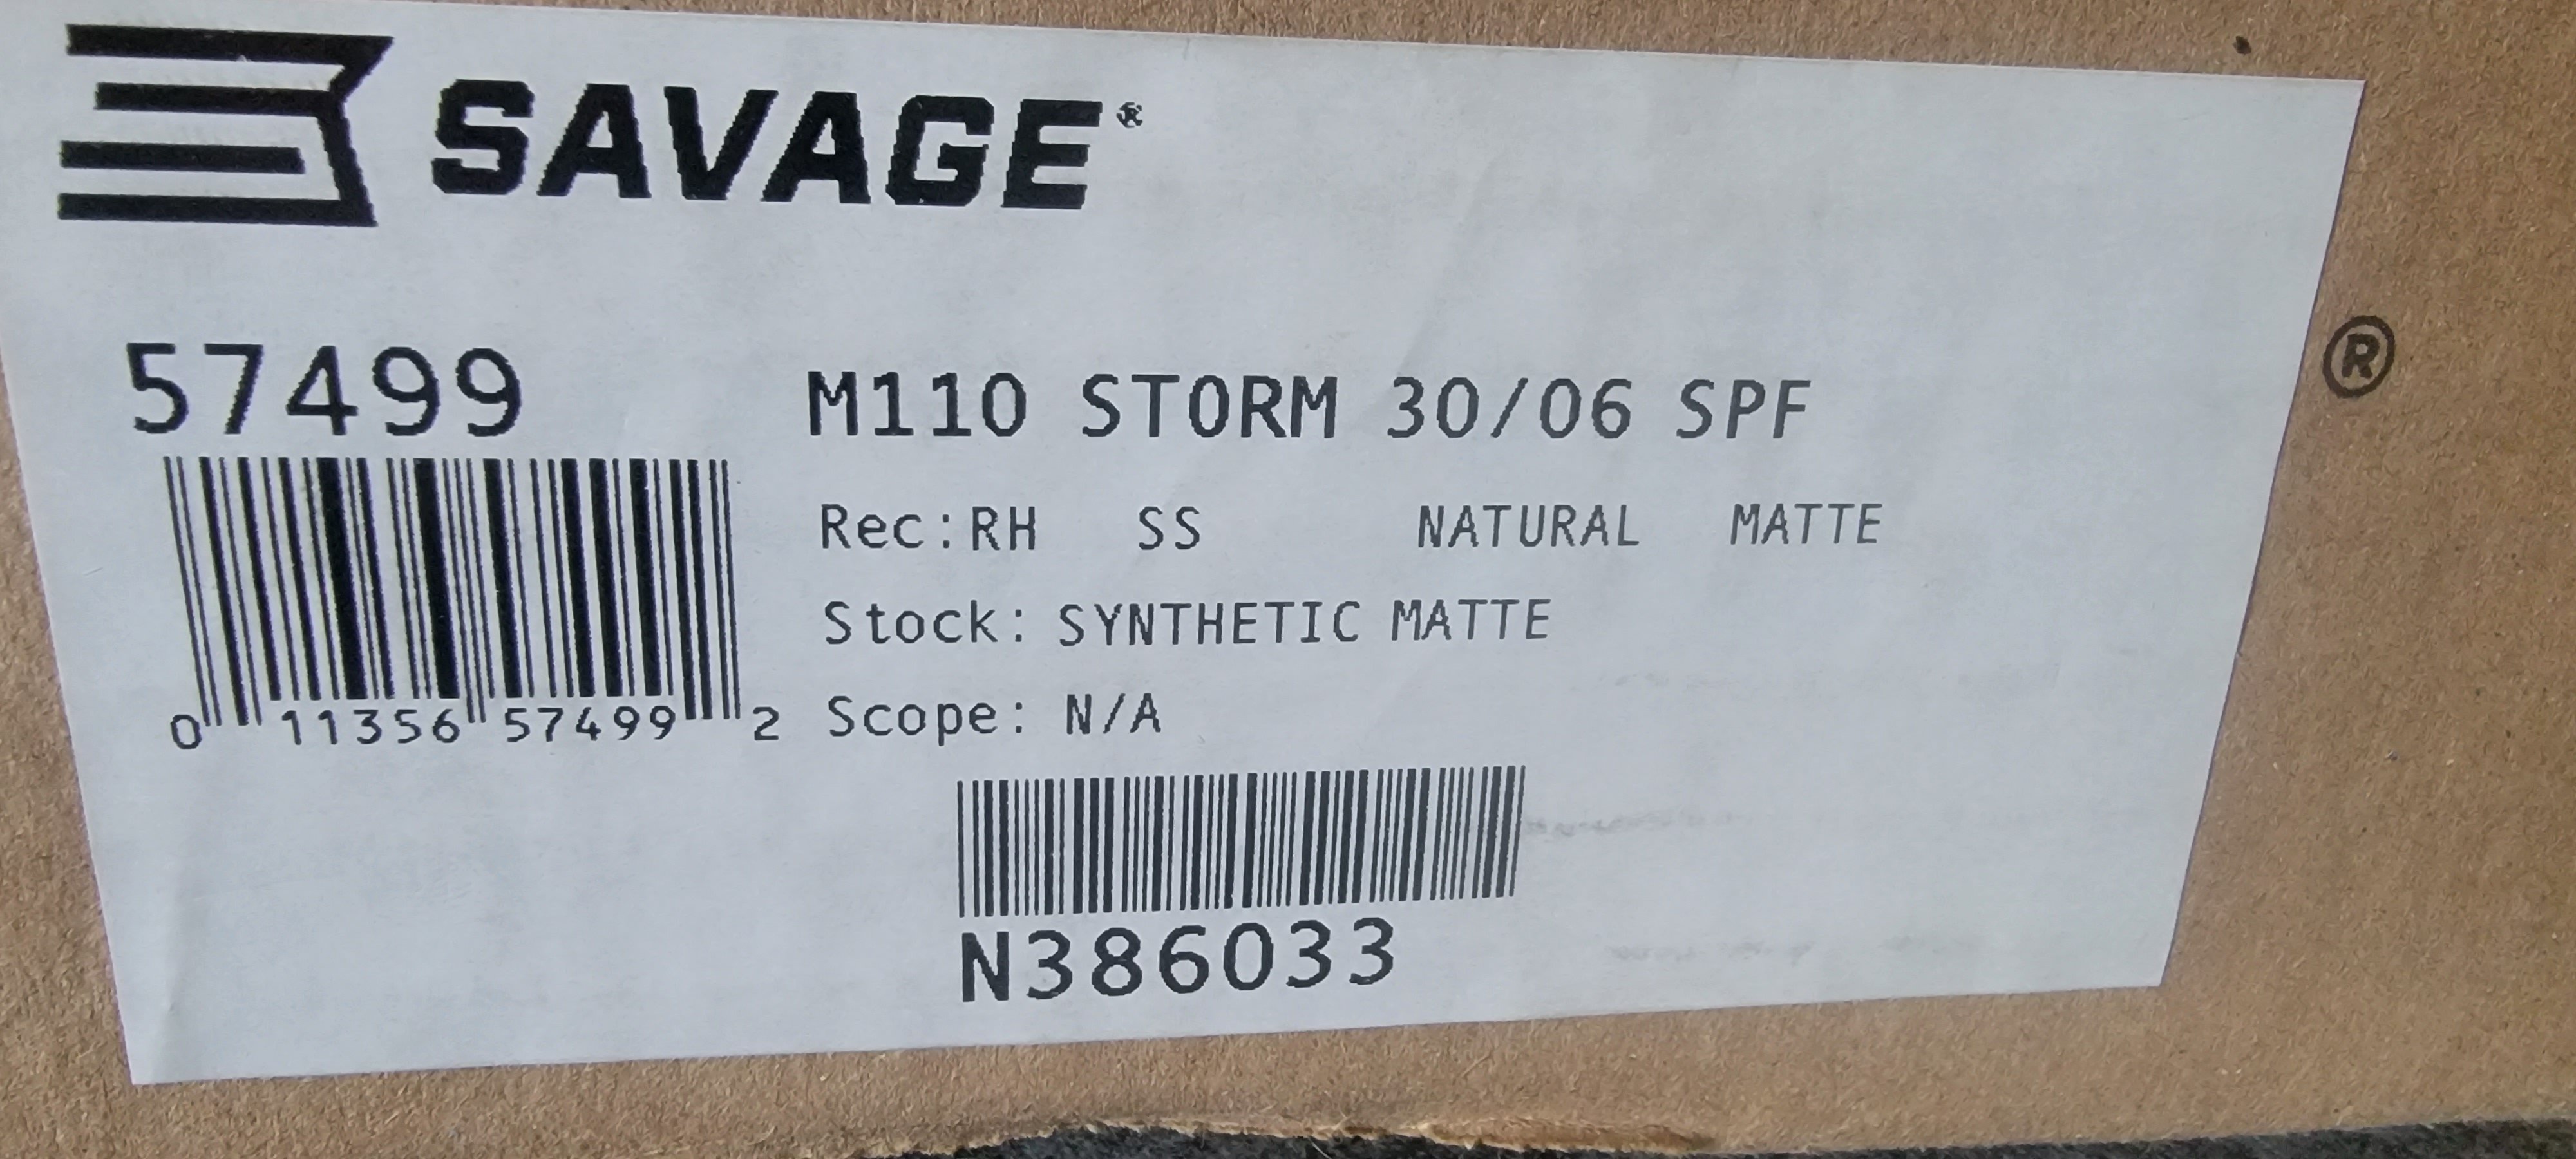 SAVAGE®
57499
M110 STORM 30/06 SPF
Rec:RH SS NATURAL MATTE
Stock: SYNTHETIC MATTE
0 11356 57499 2
Scope: N/A
N386033
®